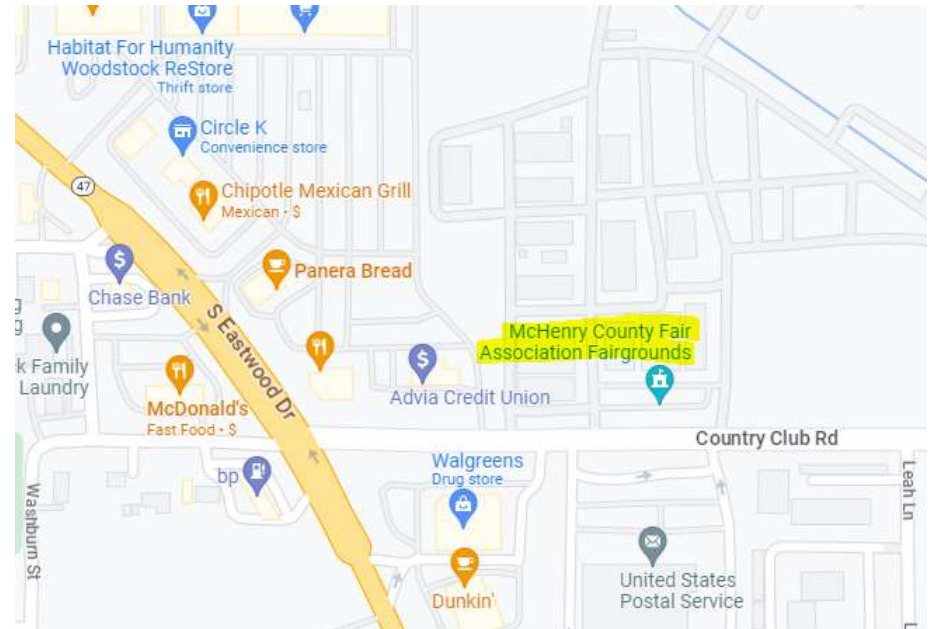 Habitat For Humanity
Woodstock ReStore
Thrift store
Circle K
Convenience store
47
Chipotle Mexican Grill
Mexican • $
Panera Bread
Chase Bank
S Eastwood Dr
McHenry County Fair
Association Fairgrounds
k Family
Laundry
Advia Credit Union
McDonald's
Fast Food • $
Country Club Rd
bp
Walgreens
Drug store
Leah Ln
Washburn St
Dunkin'
United States
Postal Service